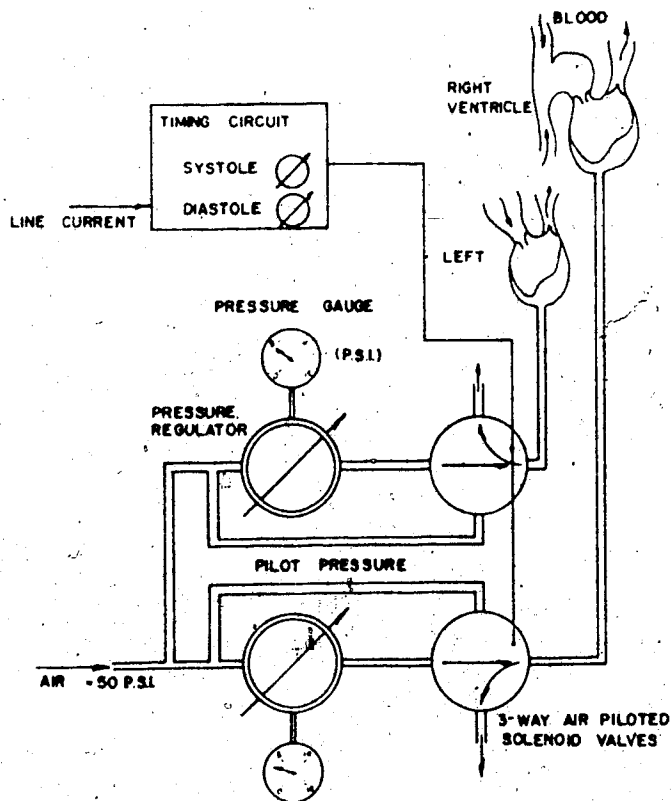 BLOOD
RIGHT
VENTRICLE
TIMING CIRCUIT
SYSTOLE
DIASTOLE
LINE CURRENT
LEFT
PRESSURE GAUGE
(P.S.I.)
PRESSURE
REGULATOR
PILOT PRESSURE
AIR ≈50 P.S.I.
3-WAY AIR PILOTED
SOLENOID VALVES